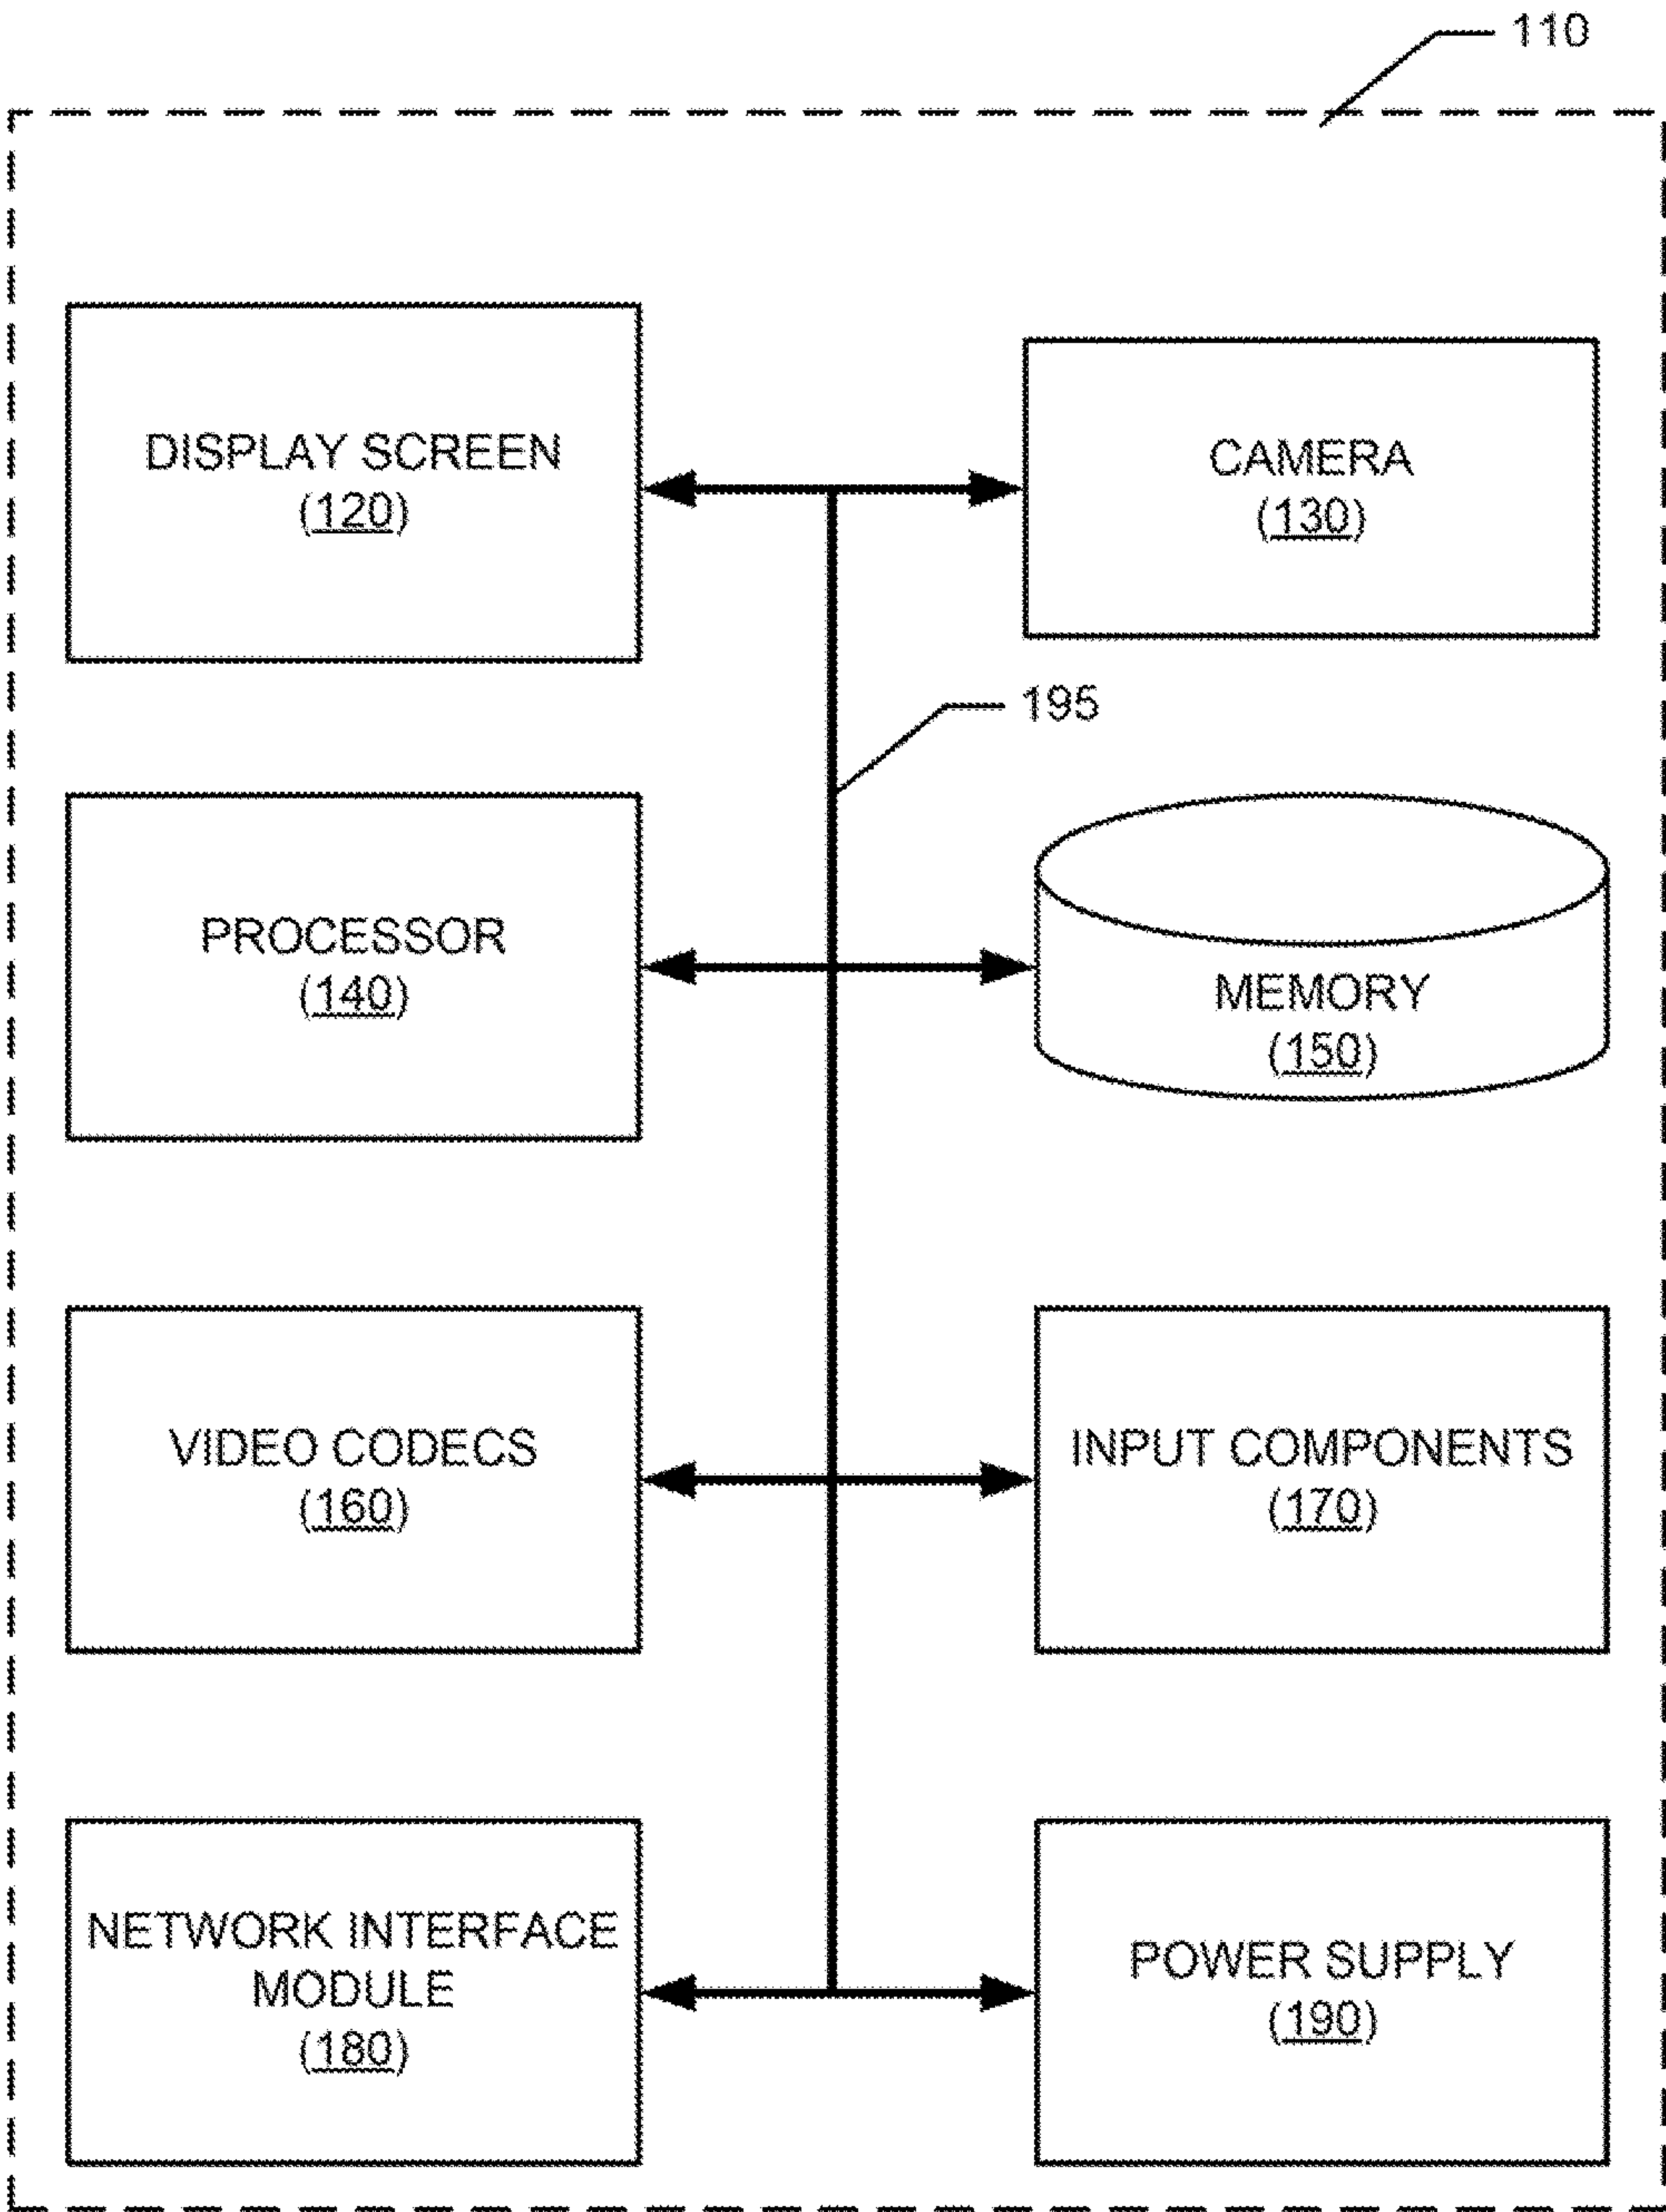 110
DISPLAY SCREEN
(120)
CAMERA
(130)
195
PROCESSOR
(140)
MEMORY
(150)
VIDEO CODECS
(160)
INPUT COMPONENTS
(170)
NETWORK INTERFACE
MODULE
(180)
POWER SUPPLY
(190)